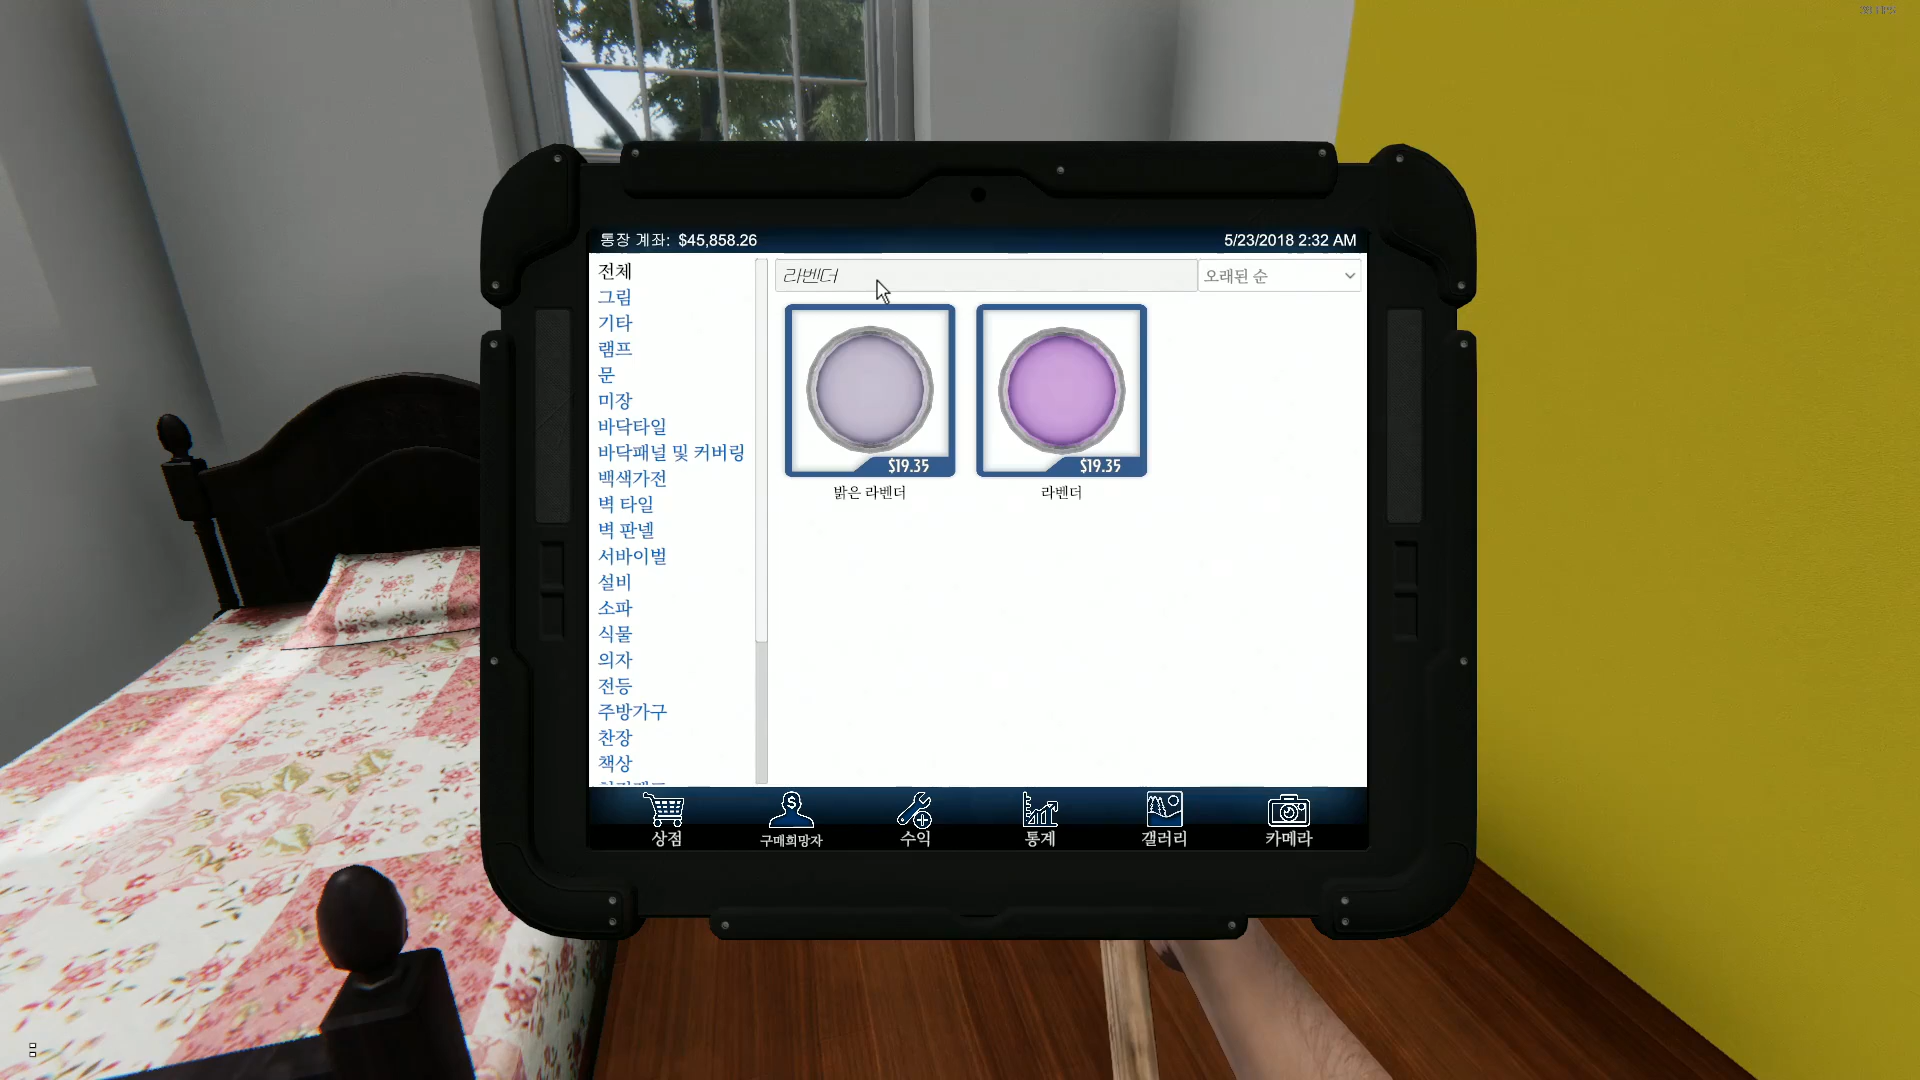 통장 계좌: $45,858.26
5/23/2018 2:32 AM
전체
그림
기타
램프
문
미장
바닥타일
바닥패널 및 커버링
백색가전
벽 타일
벽 판넬
서바이벌
설비
소파
식물
의자
전등
주방가구
찬장
책상
라벤더
오래된 순
$19.35
밝은 라벤더
$19.35
라벤더
상점
구매희망자
수익
통계
갤러리
카메라